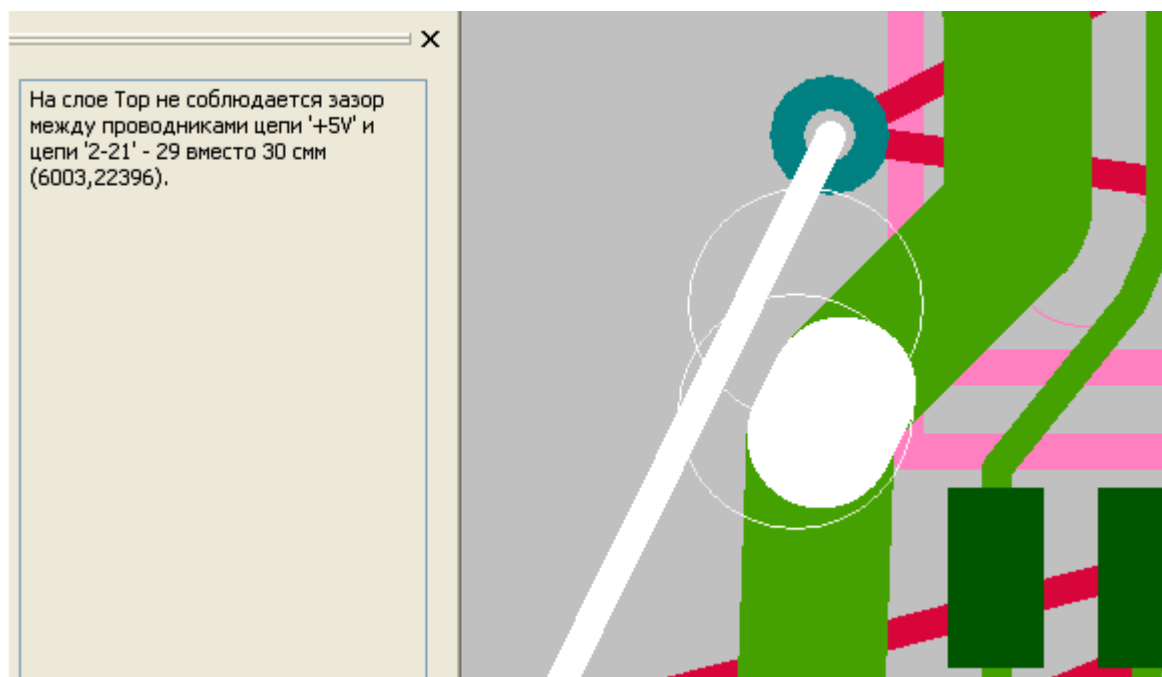 На слое Top не соблюдается зазор
между проводниками цепи '+5V' и
цепи '2-21' - 29 вместо 30 смм
(6003,22396).